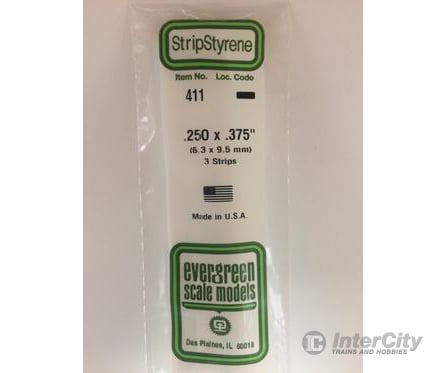 StripStyrene
Item No. Loc. Code
411
.250 x .375"
(6.3 x 9.5 mm)
3 Strips
Made in U.S.A.
evergreen
scale models
Des Plaines, IL 60018
IC InterCity
TRAINS AND HOBBIES